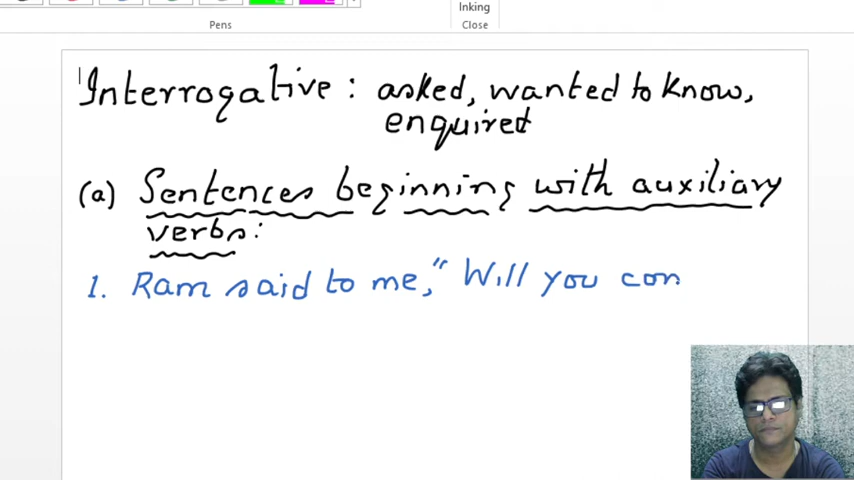 Inking
Pens
Close
Interrogative : asked, wanted to know,
enquired
(a) Sentences beginning with auxiliary
verbs:
1. Ram said to me, "Will you con